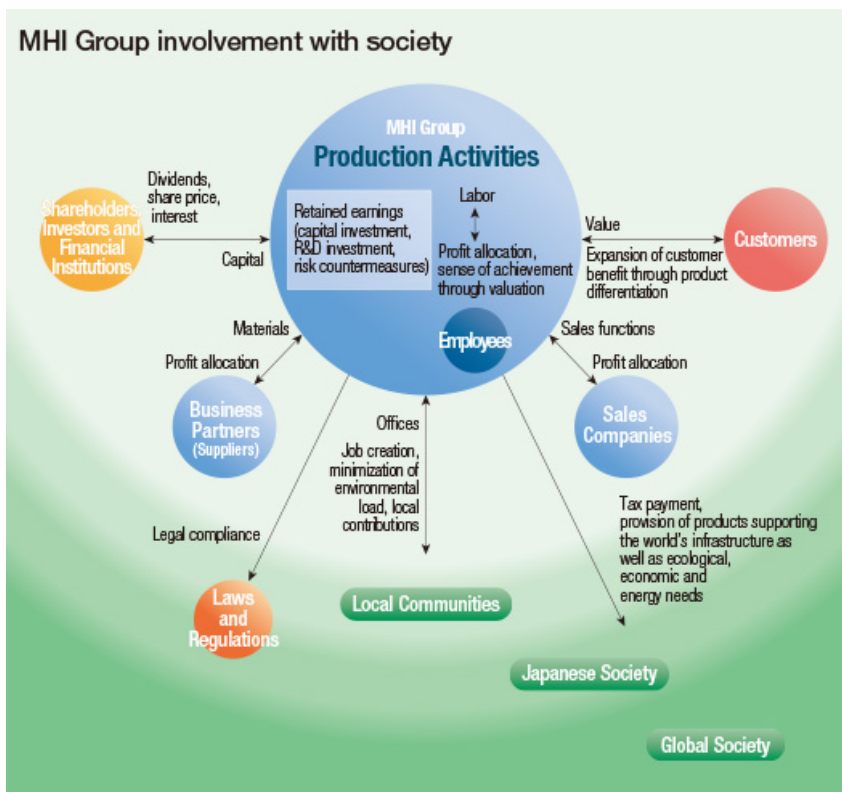 MHI Group involvement with society
MHI Group
Production Activities
Dividends,
share price,
interest
Shareholders,
Investors and
Financial
Institutions
Capital
Retained earnings
(capital investment,
R&D investment,
risk countermeasures)
Labor
Profit allocation,
sense of achievement
through valuation
Employees
Value
Expansion of customer
benefit through product
differentiation
Customers
Materials
Profit allocation
Business
Partners
(Suppliers)
Sales functions
Profit allocation
Sales
Companies
Offices
Job creation,
minimization of
environmental
load, local
contributions
Legal compliance
Laws
and
Regulations
Local Communities
Tax payment,
provision of products supporting
the world's infrastructure as
well as ecological,
economic and
energy needs
Japanese Society
Global Society